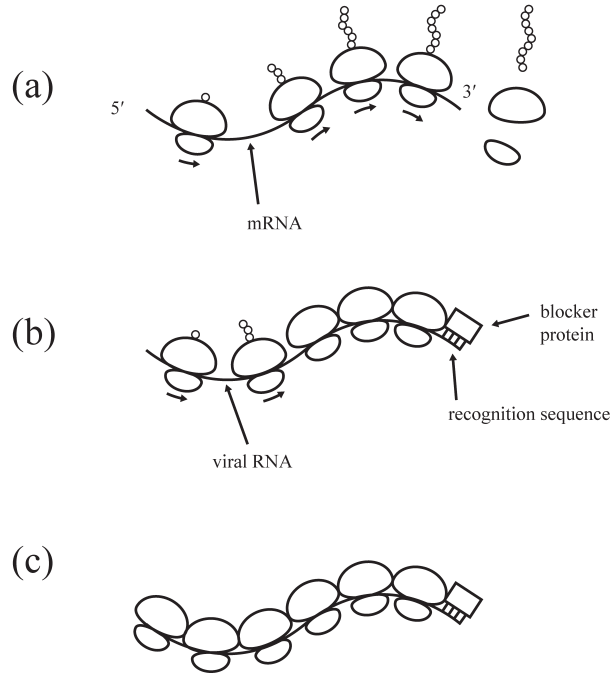 (a)
5′
3′
mRNA
(b)
blocker
protein
recognition sequence
viral RNA
(c)